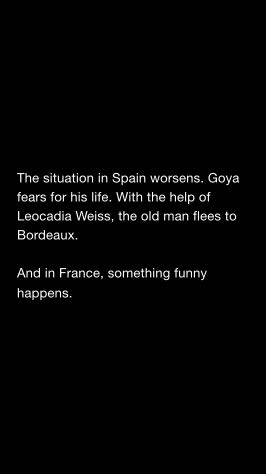 The situation in Spain worsens. Goya
fears for his life. With the help of
Leocadia Weiss, the old man flees to
Bordeaux.
And in France, something funny
happens.